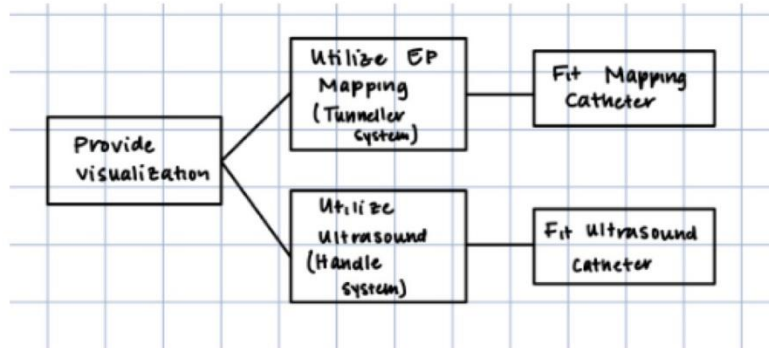 Provide
visualization
Utilize EP
Mapping
(Tunneller
system)
Fit Mapping
Catheter
Utilize
ultrasound
(Handle
system)
Fit ultrasound
catheter